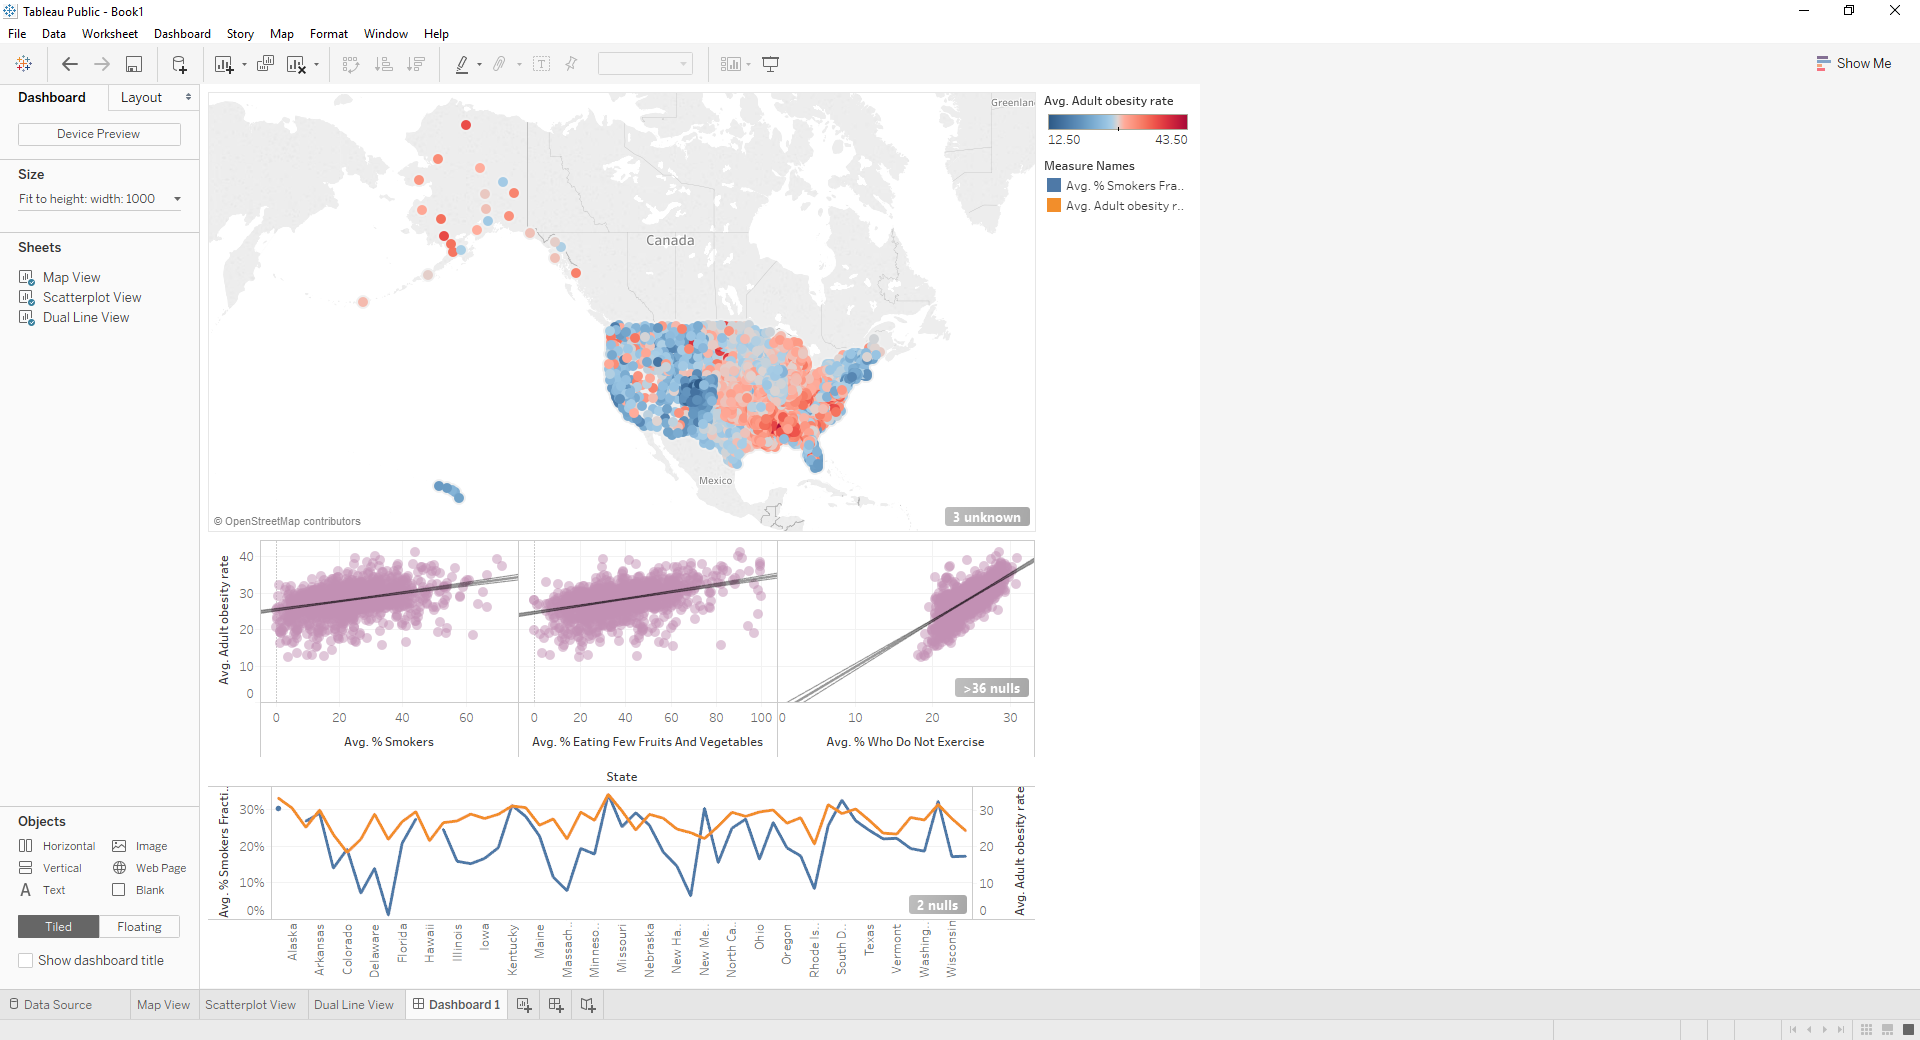 Tableau Public - Book1
File Data Worksheet Dashboard Story Map Format Window Help
Show Me
Dashboard Layout
Device Preview
Size
Fit to height: width: 1000
Sheets
Map View
Scatterplot View
Dual Line View
Objects
Horizontal Image
Vertical Web Page
A Text Blank
Tiled Floating
Show dashboard title
Greenlan
Canada
Mexico
© OpenStreetMap contributors
3 unknown
Avg. Adult obesity rate
12.50 43.50
Measure Names
Avg. % Smokers Fra..
Avg. Adult obesity r..
Avg. Adult obesity rate
40
30
20
10
0
>36 nulls
0 20 40 60 0 20 40 60 80 100 0 10 20 30
Avg. % Smokers Avg. % Eating Few Fruits And Vegetables Avg. % Who Do Not Exercise
State
Avg. % Smokers Fracti..
30%
20%
10%
0%
30
20
10
0
Avg. Adult obesity rate
2 nulls
Alaska
Arkansas
Colorado
Delaware
Florida
Hawaii
Illinois
Iowa
Kentucky
Maine
Massach..
Minneso..
Missouri
Nebraska
New Ha..
New Me..
North Ca..
Ohio
Oregon
Rhode Is..
South D..
Texas
Vermont
Washing..
Wisconsin
Data Source Map View Scatterplot View Dual Line View Dashboard 1